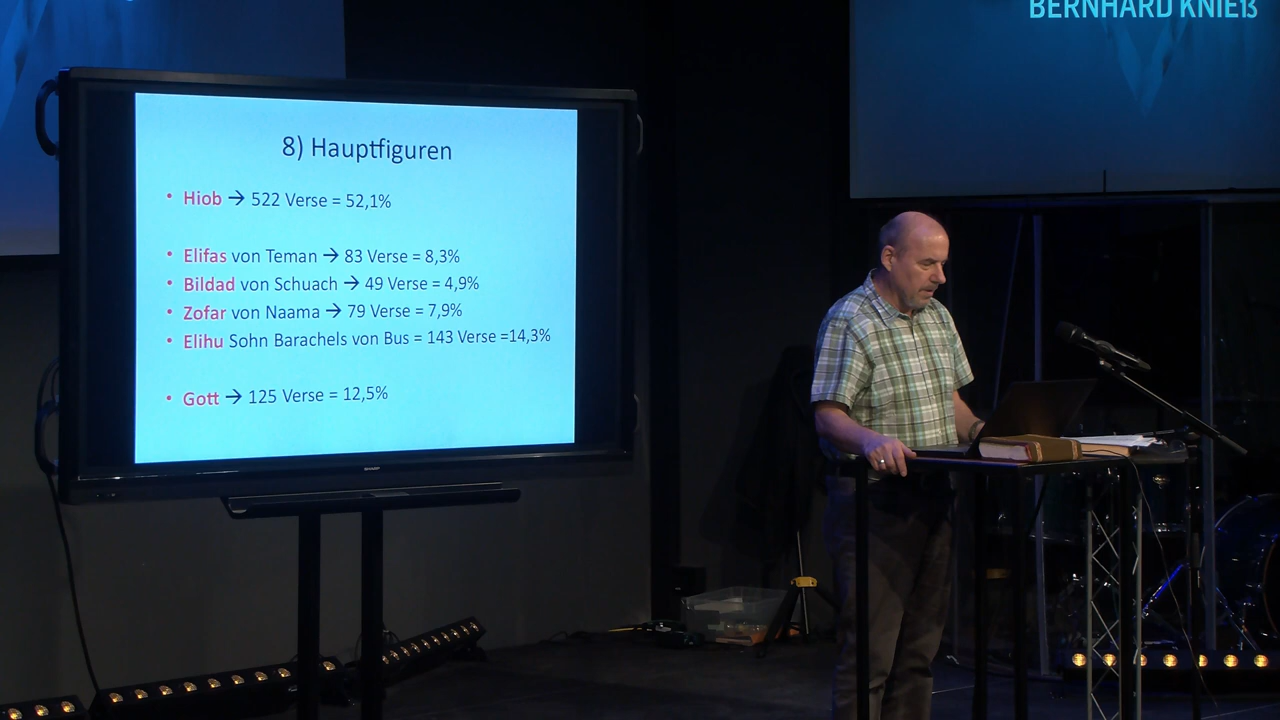 BERNHARD KNIEß
8) Hauptfiguren
• Hiob → 522 Verse = 52,1%
• Elifas von Teman → 83 Verse = 8,3%
• Bildad von Schuach → 49 Verse = 4,9%
• Zofar von Naama → 79 Verse = 7,9%
• Elihu Sohn Barachels von Bus = 143 Verse =14,3%
• Gott → 125 Verse = 12,5%
SHARP